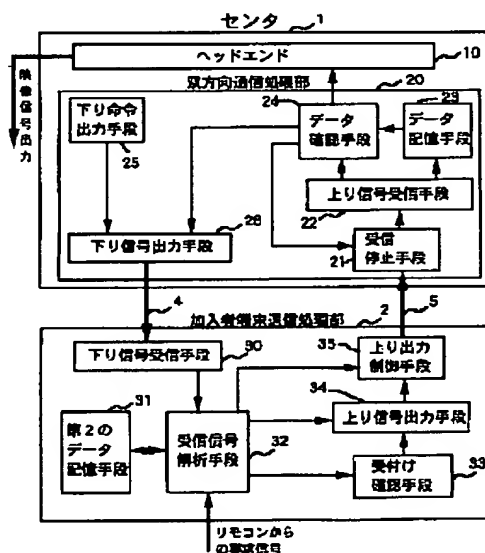 センタ 1
ヘッドエンド
10
映像信号出力
双方向通信処理部 20
下り命令
出力手段
25
24
データ
確認手段
23
データ
記憶手段
上り信号受信手段
22
下り信号出力手段
26
受信
停止手段
21
4
5
加入者端末通信処理部 2
下り信号受信手段
30
35
上り出力
制御手段
31
第2の
データ
記憶手段
受信信号
解析手段
32
34
上り信号出力手段
受付け
確認手段
33
リモコンから
の要求信号